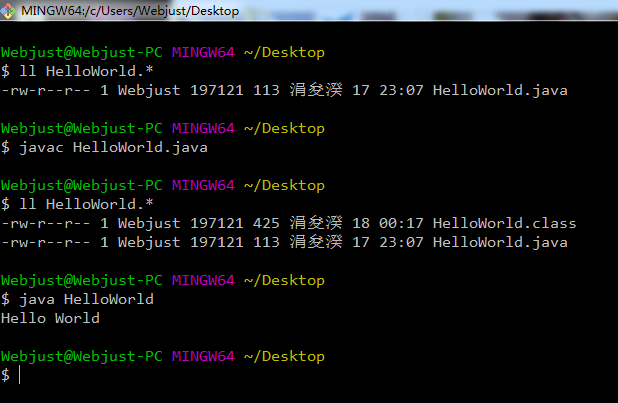 MINGW64:/c/Users/Webjust/Desktop
Webjust@Webjust-PC MINGW64 ~/Desktop
$ ll HelloWorld.*
-rw-r--r-- 1 Webjust 197121 113 涓夋湀 17 23:07 HelloWorld.java
Webjust@Webjust-PC MINGW64 ~/Desktop
$ javac HelloWorld.java
Webjust@Webjust-PC MINGW64 ~/Desktop
$ ll HelloWorld.*
-rw-r--r-- 1 Webjust 197121 425 涓夋湀 18 00:17 HelloWorld.class
-rw-r--r-- 1 Webjust 197121 113 涓夋湀 17 23:07 HelloWorld.java
Webjust@Webjust-PC MINGW64 ~/Desktop
$ java HelloWorld
Hello World
Webjust@Webjust-PC MINGW64 ~/Desktop
$